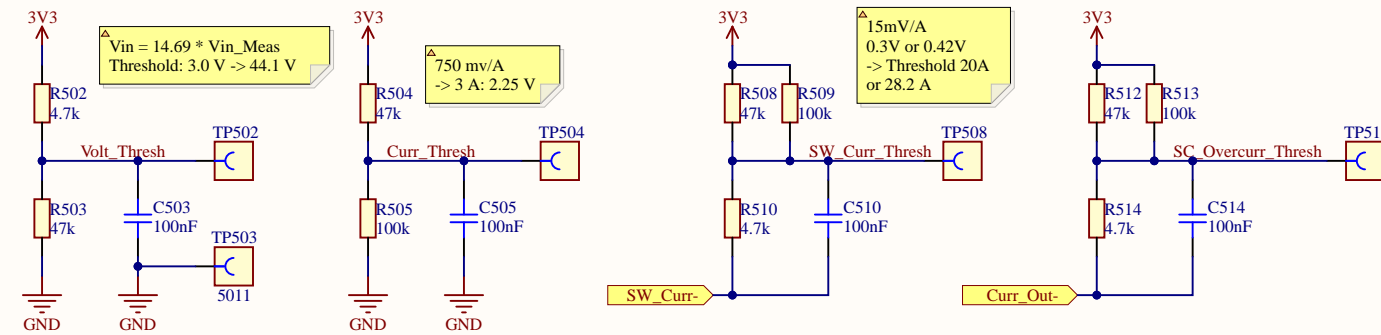 3V3
Vin = 14.69 * Vin_Meas
Threshold: 3.0 V -> 44.1 V
R502
4.7k
Volt_Thresh
TP502
R503
47k
C503
100nF
TP503
5011
GND
GND
3V3
750 mv/A
-> 3 A: 2.25 V
R504
47k
Curr_Thresh
TP504
R505
100k
C505
100nF
GND
GND
3V3
15mV/A
0.3V or 0.42V
-> Threshold 20A
or 28.2 A
R508
47k
R509
100k
SW_Curr_Thresh
TP508
R510
4.7k
C510
100nF
SW_Curr-
3V3
R512
47k
R513
100k
SC_Overcurr_Thresh
TP51
R514
4.7k
C514
100nF
Curr_Out-